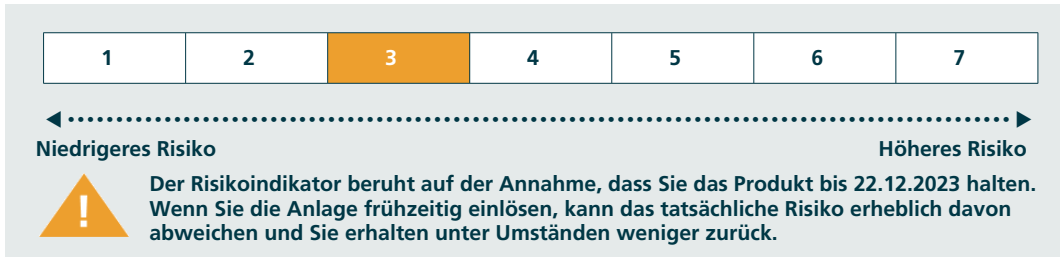 1 2 3 4 5 6 7
Niedrigeres Risiko Höheres Risiko
Der Risikoindikator beruht auf der Annahme, dass Sie das Produkt bis 22.12.2023 halten.
Wenn Sie die Anlage frühzeitig einlösen, kann das tatsächliche Risiko erheblich davon
abweichen und Sie erhalten unter Umständen weniger zurück.